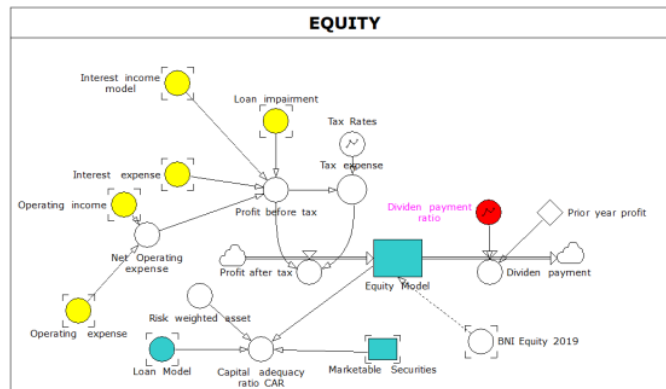 EQUITY
Interest income
model
Loan impairment
Tax Rates
Tax expense
Interest expense
Operating income
Profit before tax
Dividen payment
ratio
Prior year profit
Net Operating
expense
Profit after tax
Equity Model
Dividen payment
Operating expense
Risk weighted asset
BNI Equity 2019
Loan Model
Capital adequacy
ratio CAR
Marketable Securities